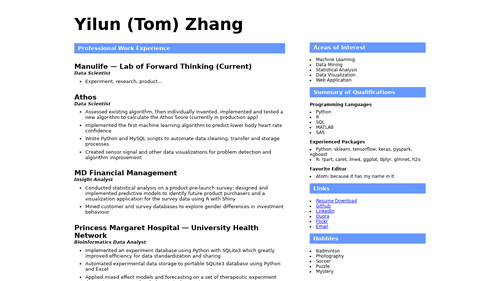 Yilun (Tom) Zhang
Professional Work Experience
Manulife — Lab of Forward Thinking (Current)
Data Scientist
Experiment, research, product...
Athos
Data Scientist
Assessed existing algorithm, then individually invented, implemented and tested a
new algorithm to calculate the Athos Score (currently in production app)
Implemented the first machine learning algorithm to predict lower body heart rate
confidence
Write Python and MySQL scripts to automate data cleaning, transfer and storage
processes
Created sensor signal and other data visualizations for problem detection and
algorithm improvement
MD Financial Management
Insight Analyst
Conducted statistical analysis on a product pre-launch survey; designed and
implemented predictive models to identify future product purchasers and a
visualization application for the survey data using R with Shiny
Mined customer and survey databases to explore gender differences in investment
behaviour
Princess Margaret Hospital — University Health
Network
Bioinformatics Data Analyst
Implemented an experiment database using Python with SQLite3 which greatly
improved efficiency for data standardization and sharing
Automated experimental data storage to portable SQLite3 database using Python
and Excel
Applied mixed effect models and forecasting on a set of therapeutic experiment
Areas of Interest
Machine Learning
Data Mining
Statistical Analysis
Data Visualization
Web Application
Summary of Qualifications
Programming Languages
Python
R
SQL
MATLAB
SAS
Experienced Packages
Python: sklearn, tensorflow, keras, pyspark,
xgboost
R: rpart, caret, lme4, ggplot, dplyr, glmnet, h2o
Favorite Editor
Atom: because it has my name in it
Links
Resume Download
Github
LinkedIn
Quora
Flickr
Email
Hobbies
Badminton
Photography
Soccer
Puzzle
Mystery